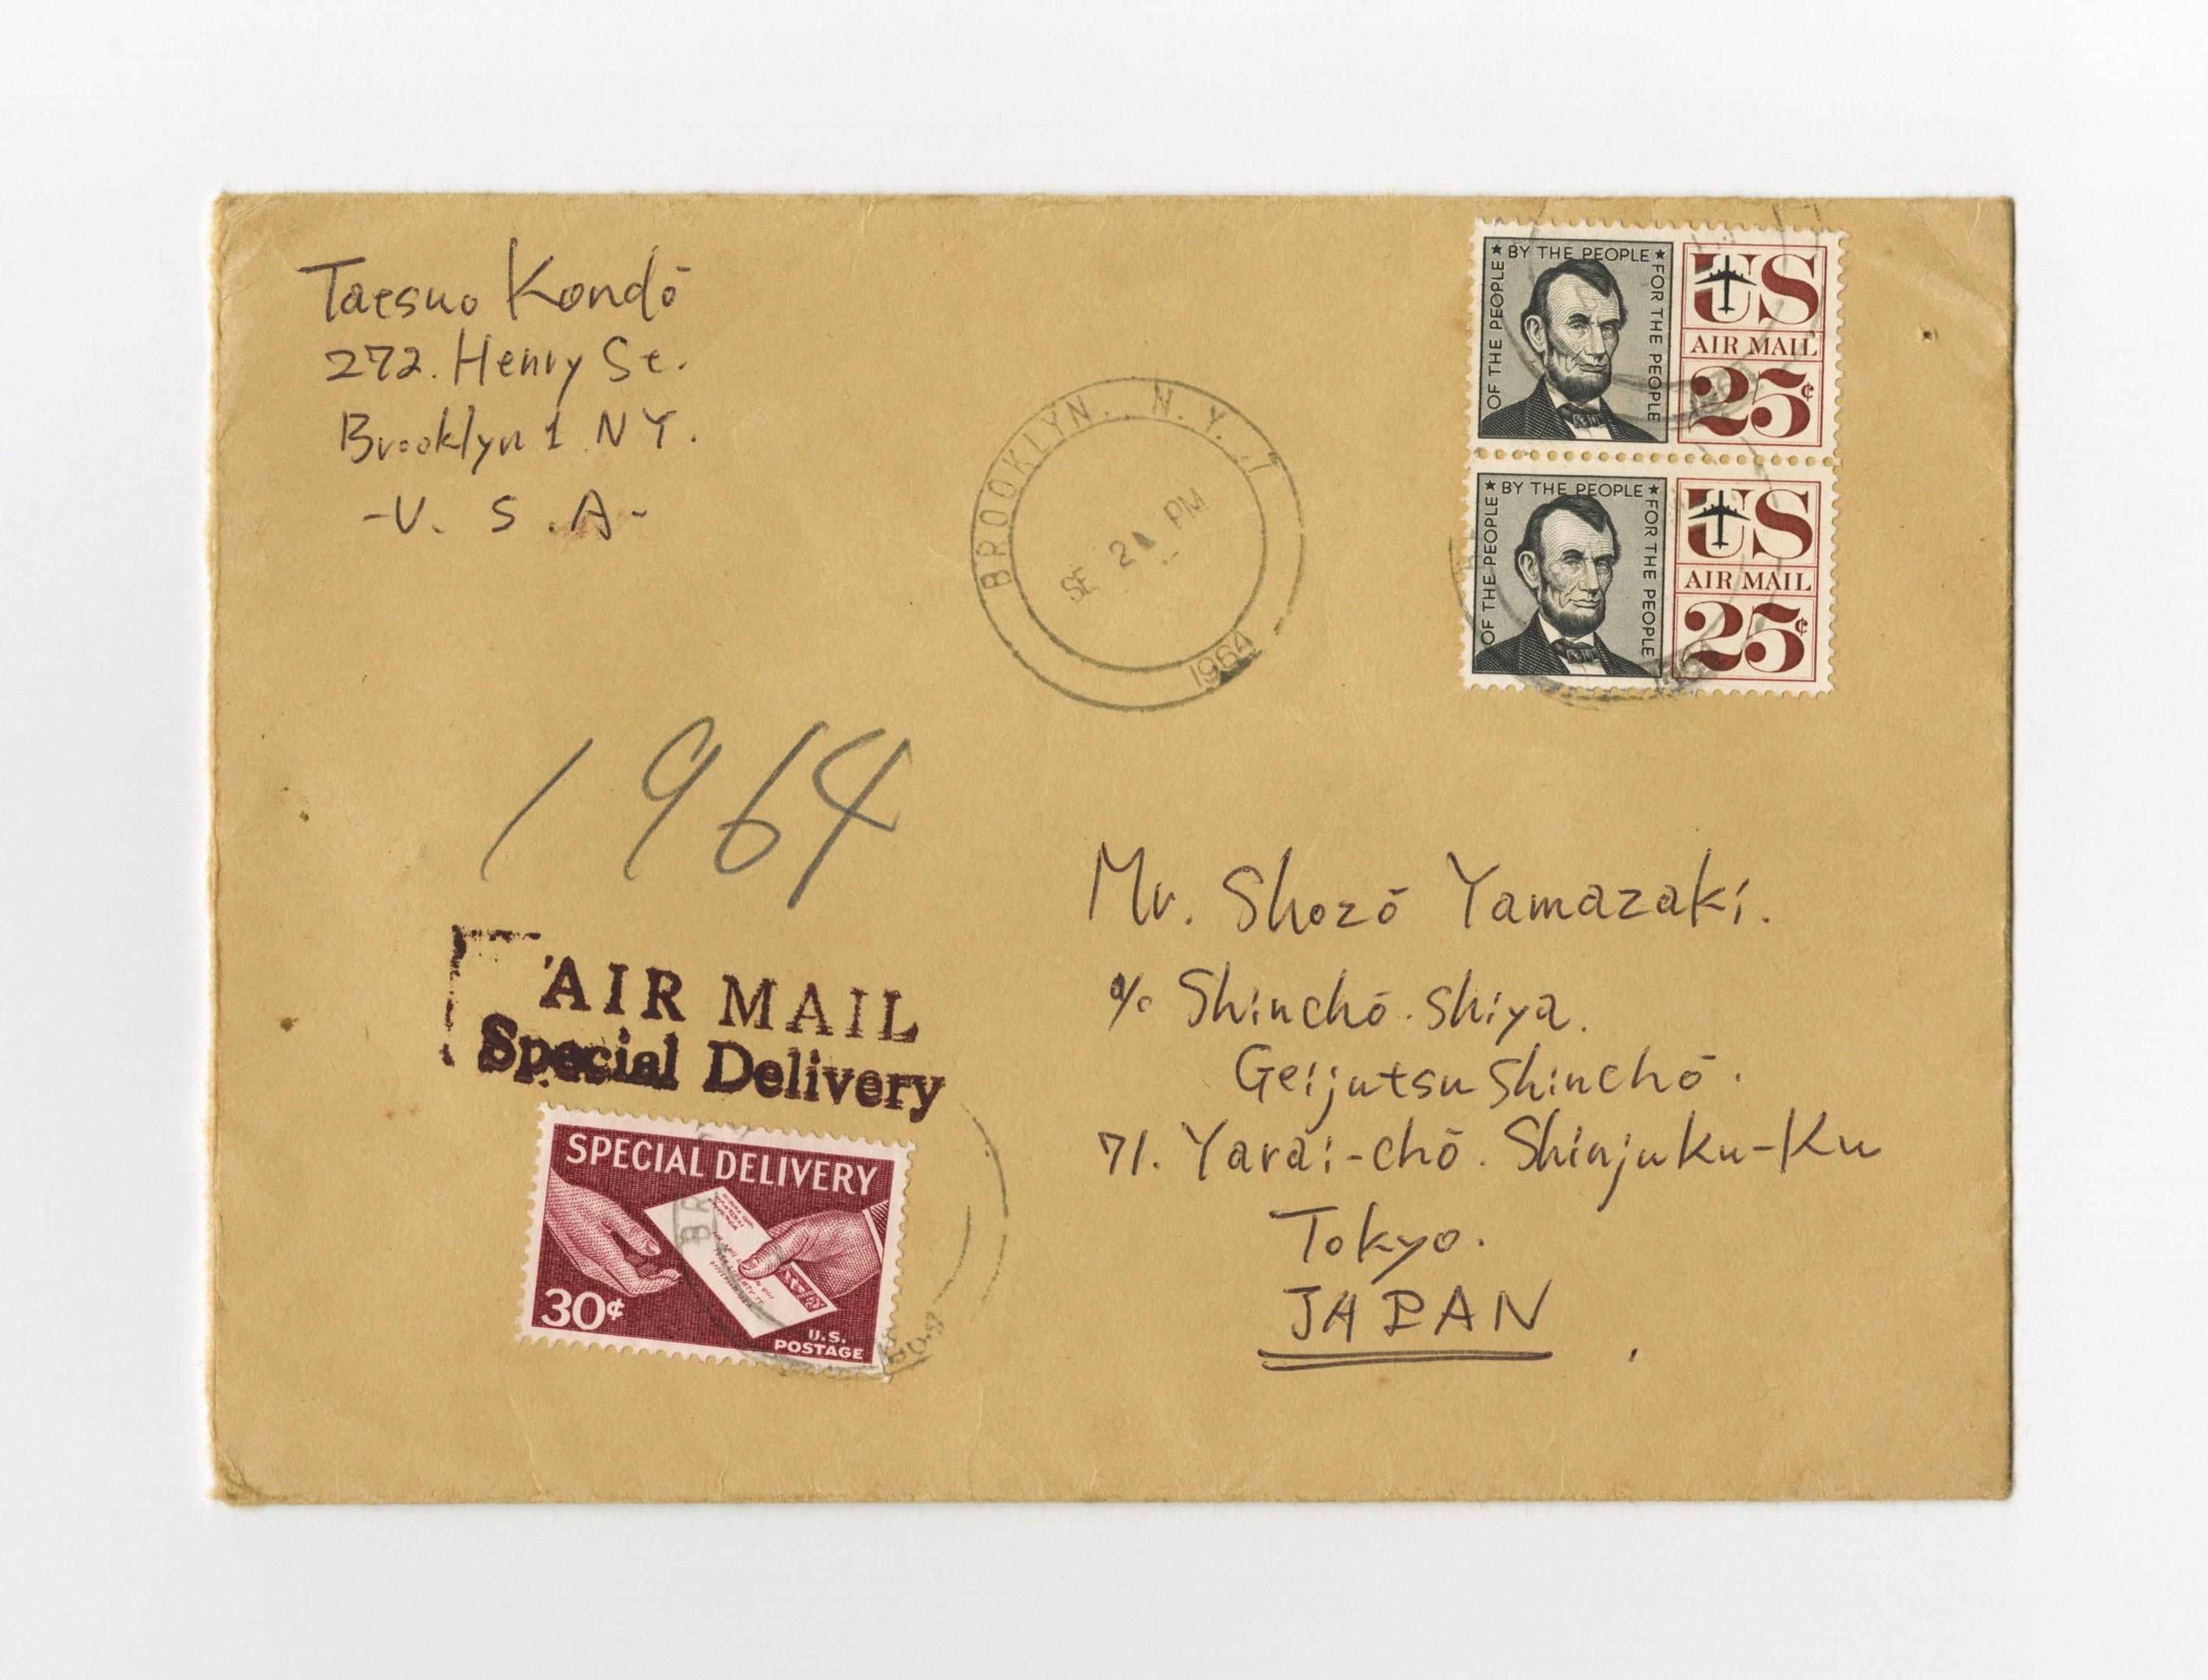 Tatsuo Kondō
272. Henry St.
Brooklyn 1 NY.
-U. S. A-
BROOKLYN, N.Y. 1
SE 2 PM
1964
OF THE PEOPLE ★ BY THE PEOPLE ★ FOR THE PEOPLE
US
AIR MAIL
25¢
OF THE PEOPLE ★ BY THE PEOPLE ★ FOR THE PEOPLE
US
AIR MAIL
25¢
1964
AIR MAIL
Special Delivery
SPECIAL DELIVERY
30¢
U.S.
POSTAGE
Mr. Shozō Yamazaki.
c/o Shinchō.shiya.
Geijutsu Shinchō.
71. Yarai-chō. Shinjuku-Ku
Tokyo.
JAPAN